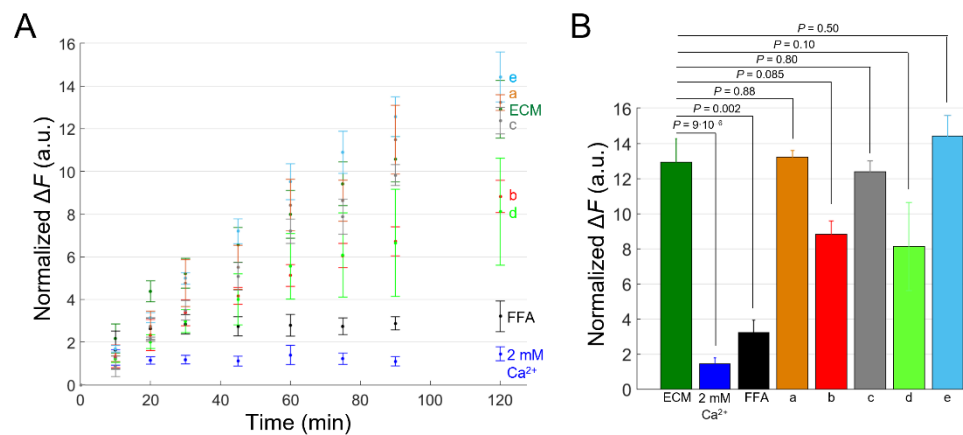 A
Normalized ΔF (a.u.)
16
14
12
10
8
6
4
2
0
0
20
40
60
80
100
120
140
Time (min)
e
a
ECM
c
b
d
FFA
2 mM
Ca²⁺
B
P = 0.50
P = 0.10
P = 0.80
P = 0.085
P = 0.88
P = 0.002
P = 9·10⁻⁶
Normalized ΔF (a.u.)
16
14
12
10
8
6
4
2
0
ECM
2 mM
Ca²⁺
FFA
a
b
c
d
e